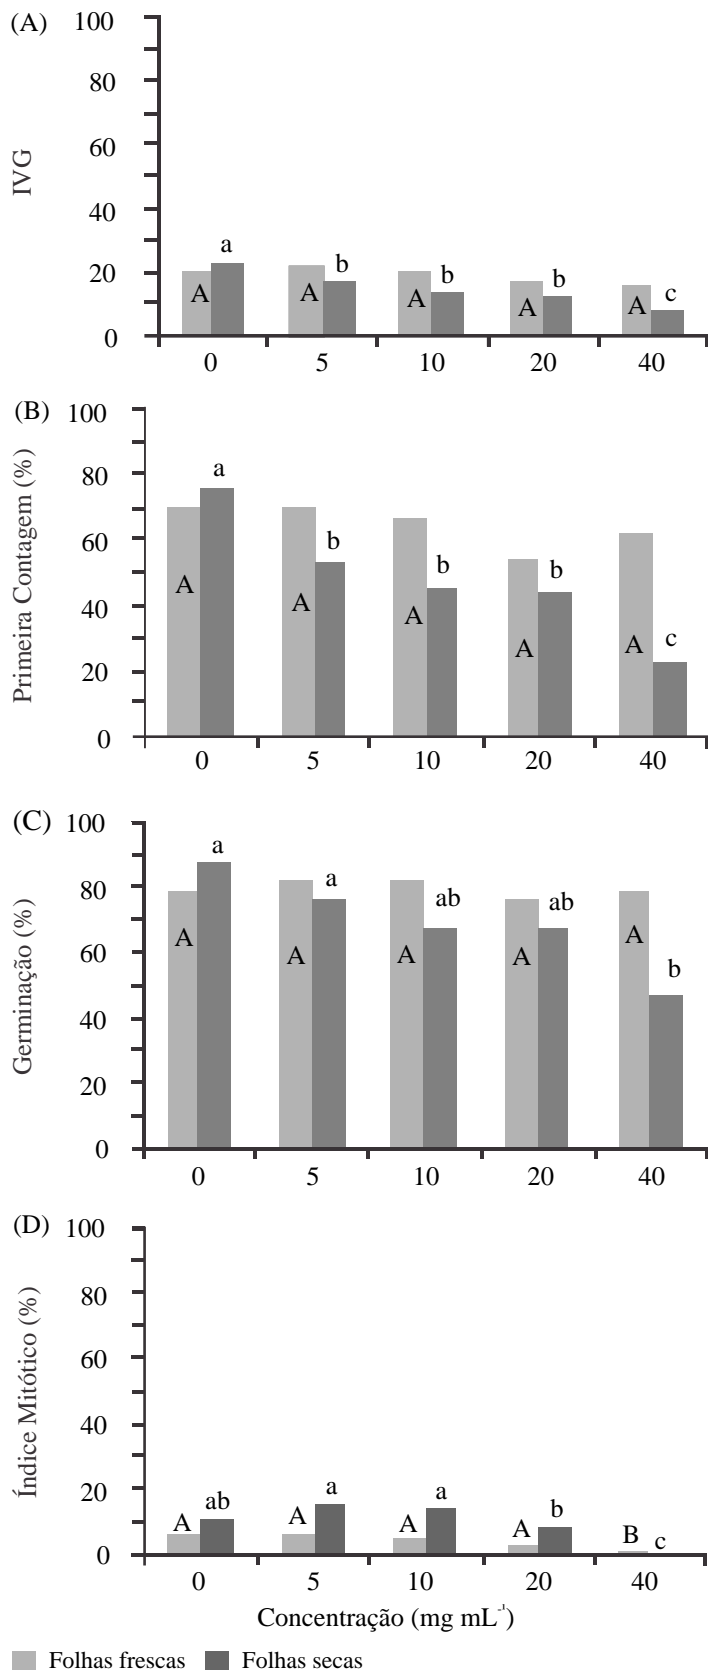 (A)
IVG
100
80
60
40
20
0
A a A b A b A b A c
0 5 10 20 40
(B)
Primeira Contagem (%)
100
80
60
40
20
0
A a A b A b A b A c
0 5 10 20 40
(C)
Germinação (%)
100
80
60
40
20
0
A a A a A ab A ab A b
0 5 10 20 40
(D)
Índice Mitótico (%)
100
80
60
40
20
0
A ab A a A a A b B c
0 5 10 20 40
Concentração (mg mL⁻¹)
Folhas frescas Folhas secas